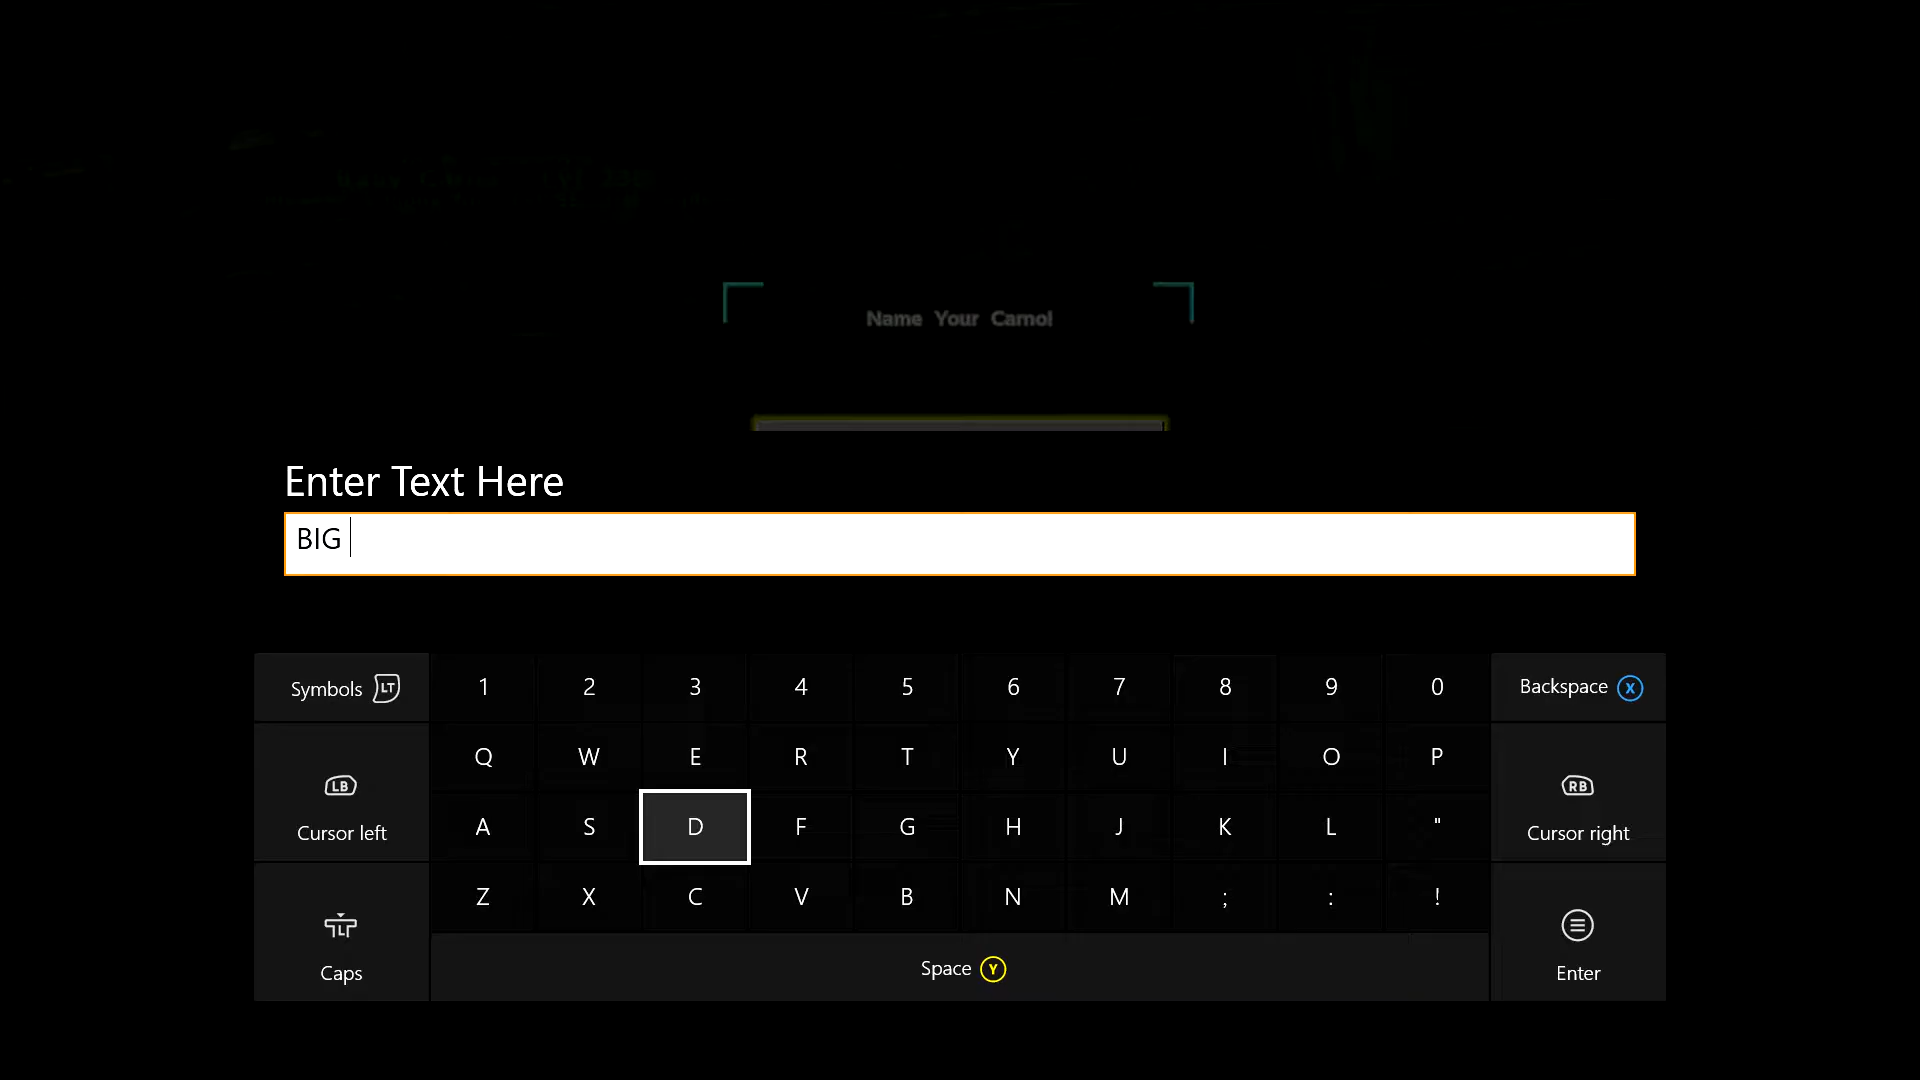 Name Your Camo!
Enter Text Here
BIG
Symbols LT 1 2 3 4 5 6 7 8 9 0 Backspace X
Q W E R T Y U I O P
LB RB
Cursor left A S D F G H J K L " Cursor right
Z X C V B N M ; : !
Caps Space Y Enter